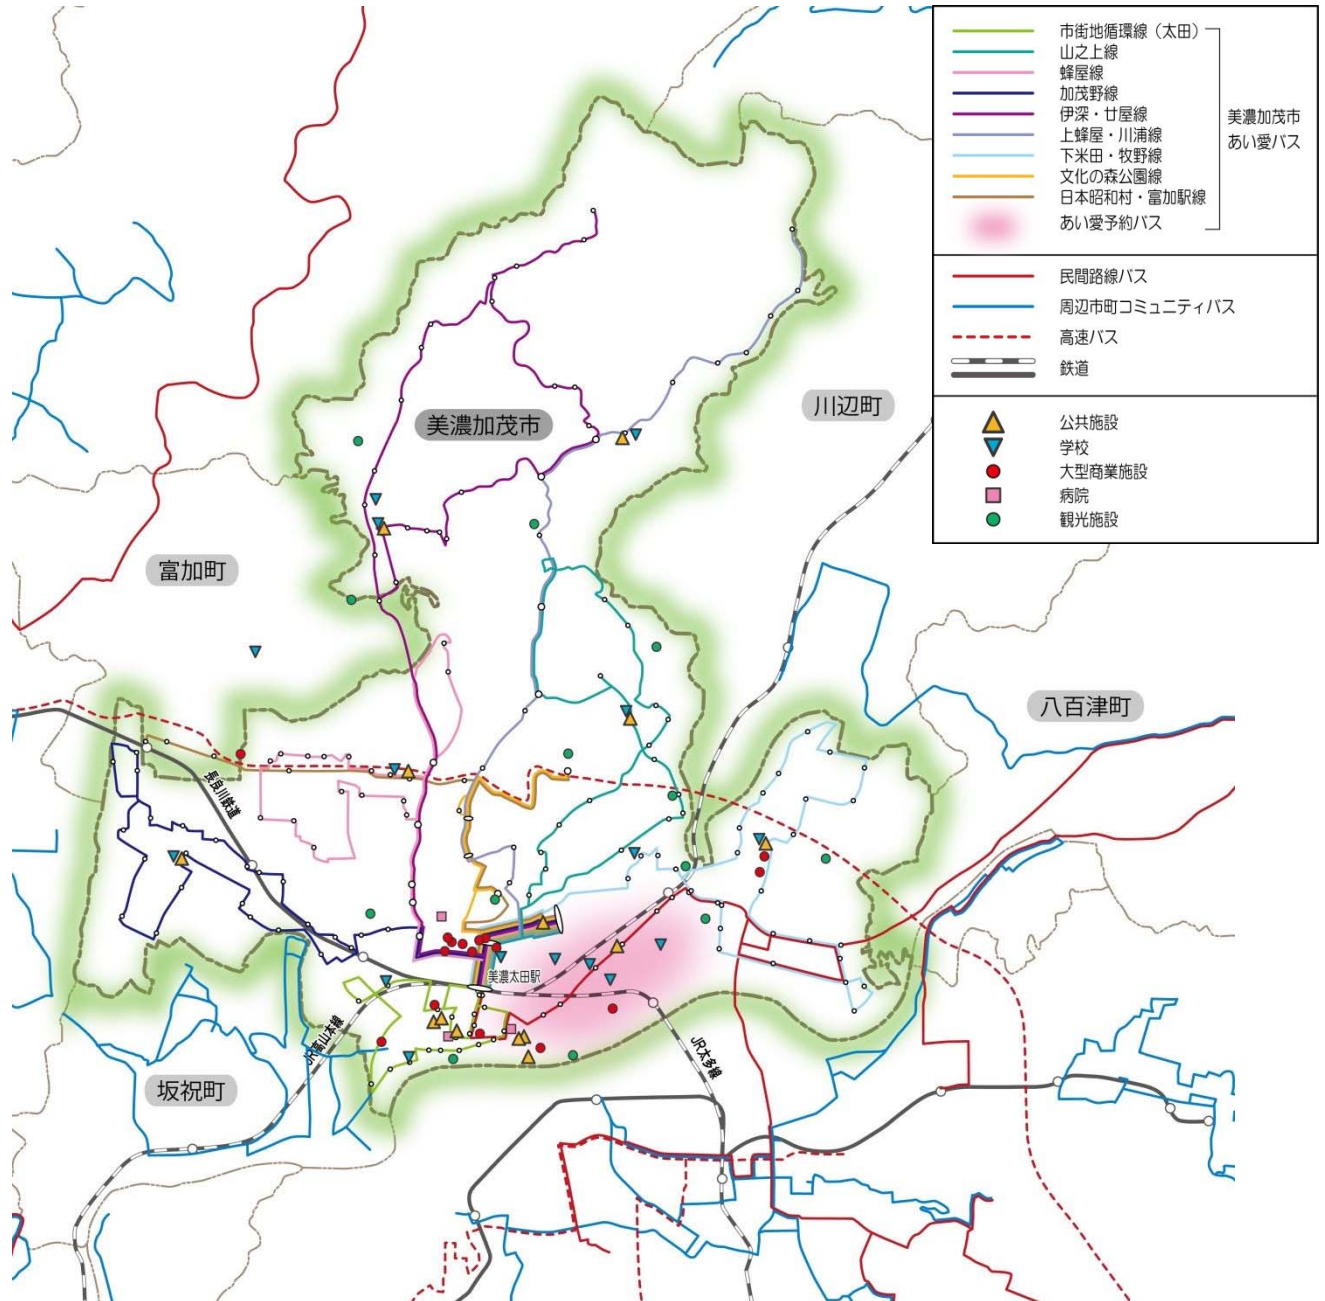 市街地循環線（太田）
山之上線
蜂屋線
加茂野線
伊深・廿屋線
上蜂屋・川浦線
下米田・牧野線
文化の森公園線
日本昭和村・富加駅線
あい愛予約バス
美濃加茂市
あい愛バス
民間路線バス
周辺市町コミュニティバス
高速バス
鉄道
公共施設
学校
大型商業施設
病院
観光施設
川辺町
美濃加茂市
富加町
八百津町
長良川鉄道
美濃太田駅
JR高山本線
JR太多線
坂祝町